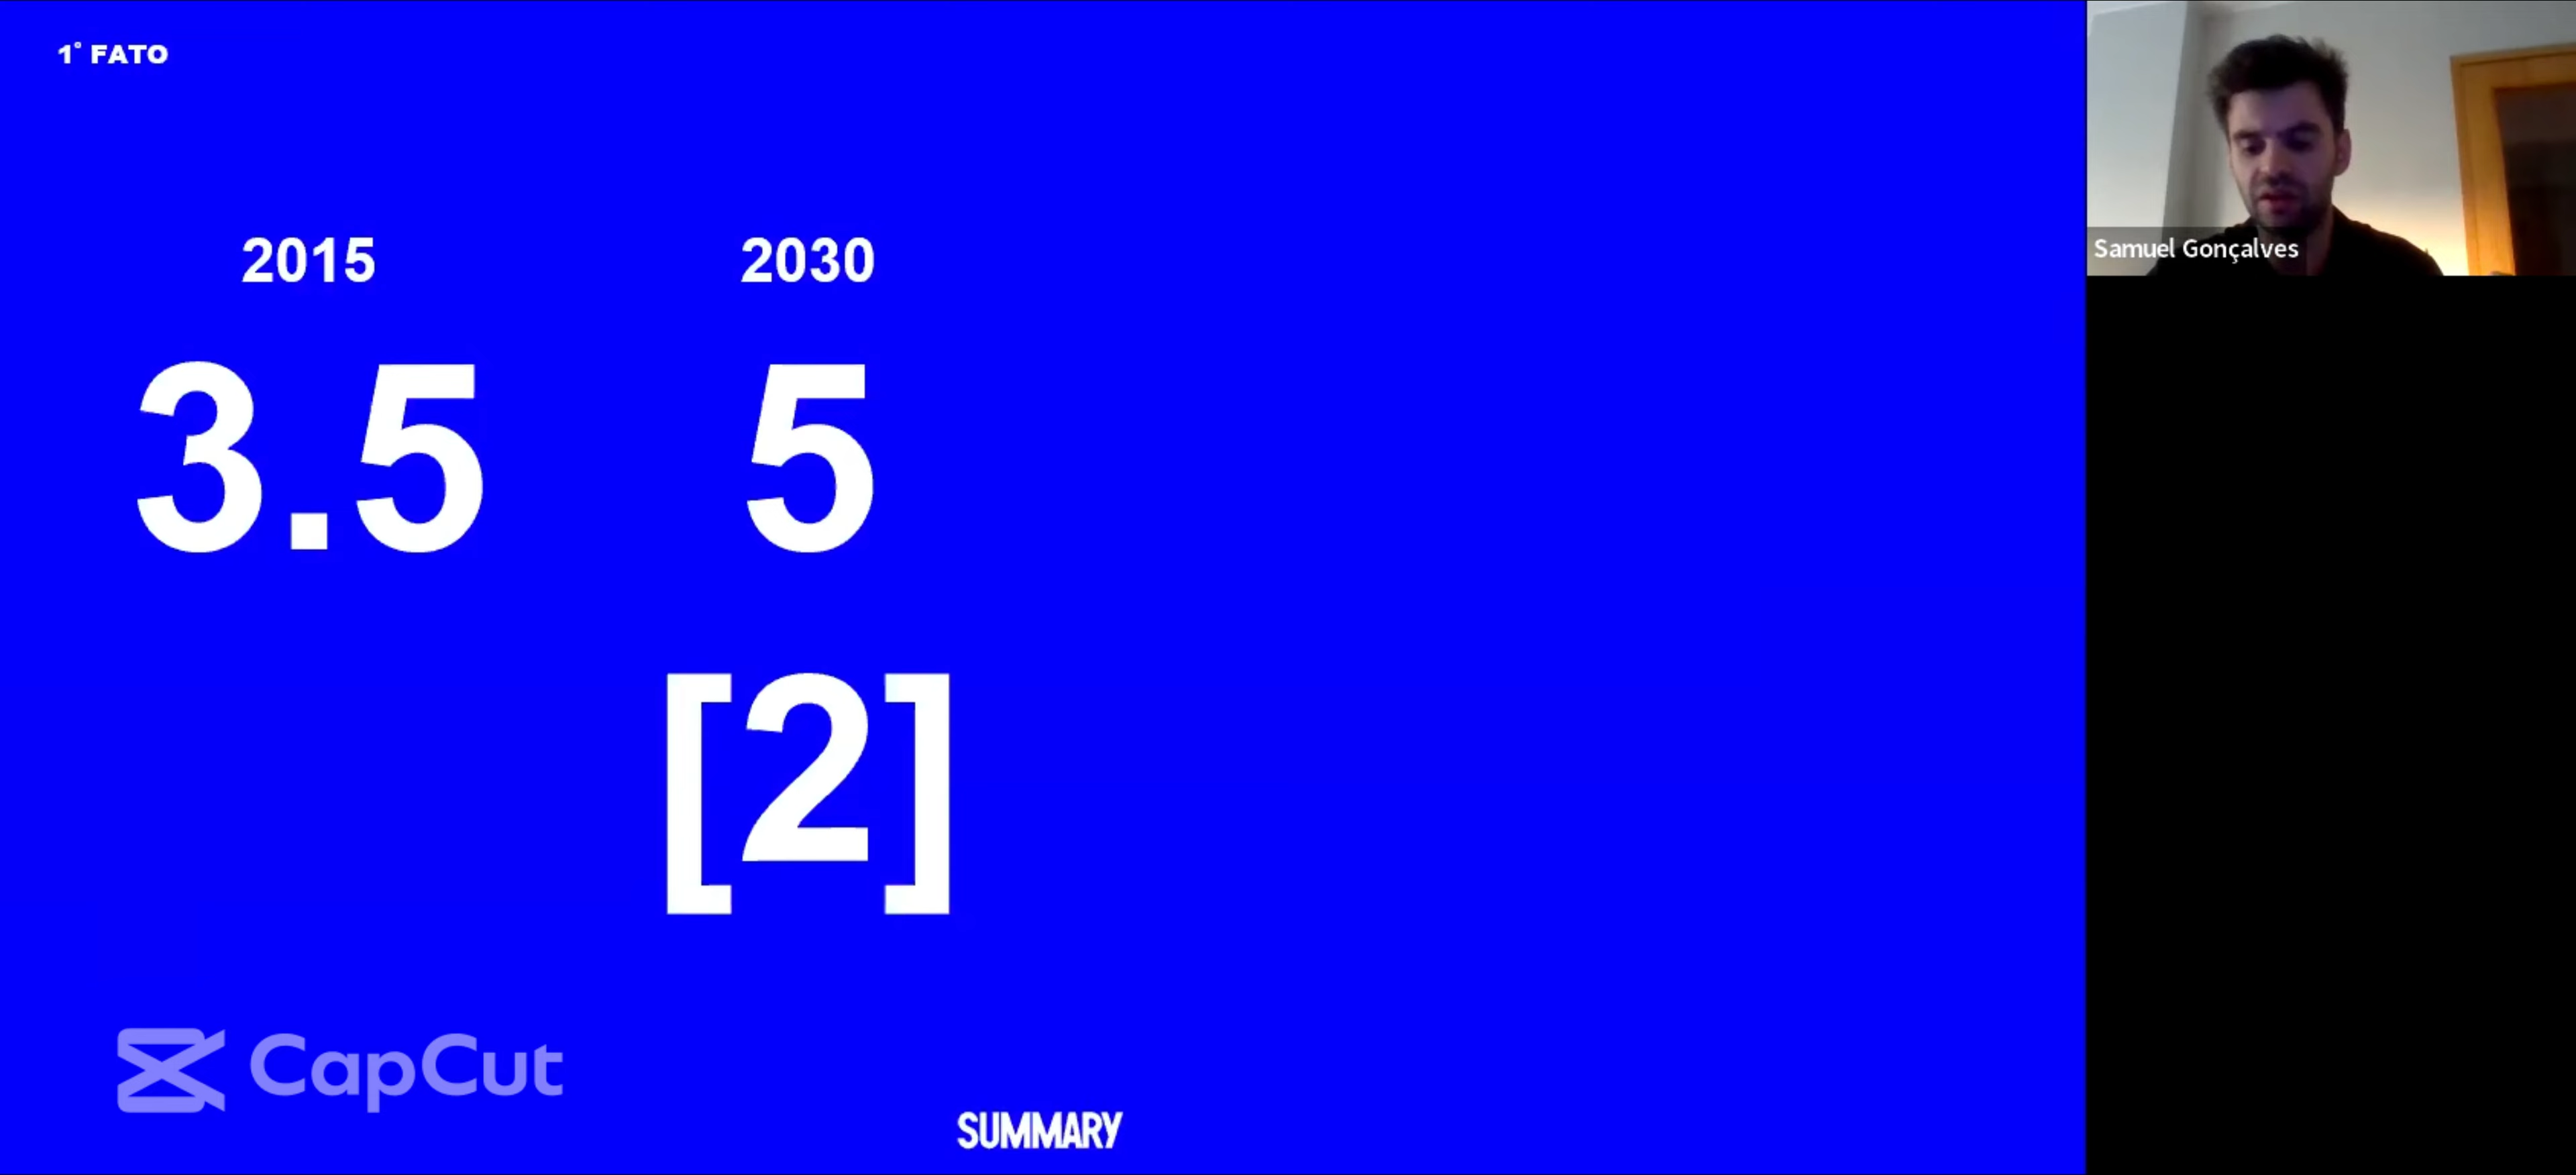 1° FATO
2015 2030
3.5 5
[2]
CapCut
SUMMARY
Samuel Gonçalves